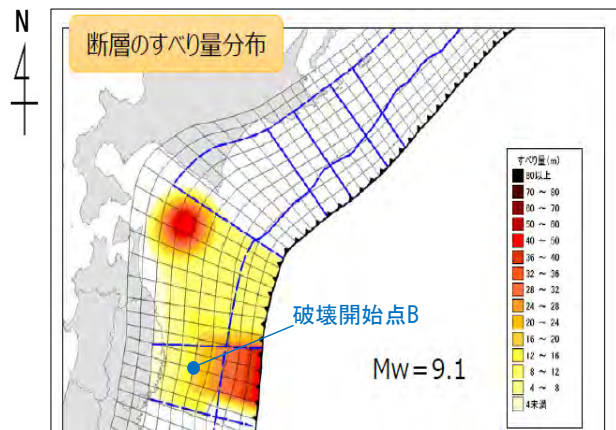 N
断層のすべり量分布
すべり量(m)
80以上
70 ~ 80
60 ~ 70
50 ~ 60
40 ~ 50
36 ~ 40
32 ~ 36
28 ~ 32
24 ~ 28
20 ~ 24
16 ~ 20
12 ~ 16
8 ~ 12
4 ~ 8
4未満
破壊開始点B
Mw=9.1